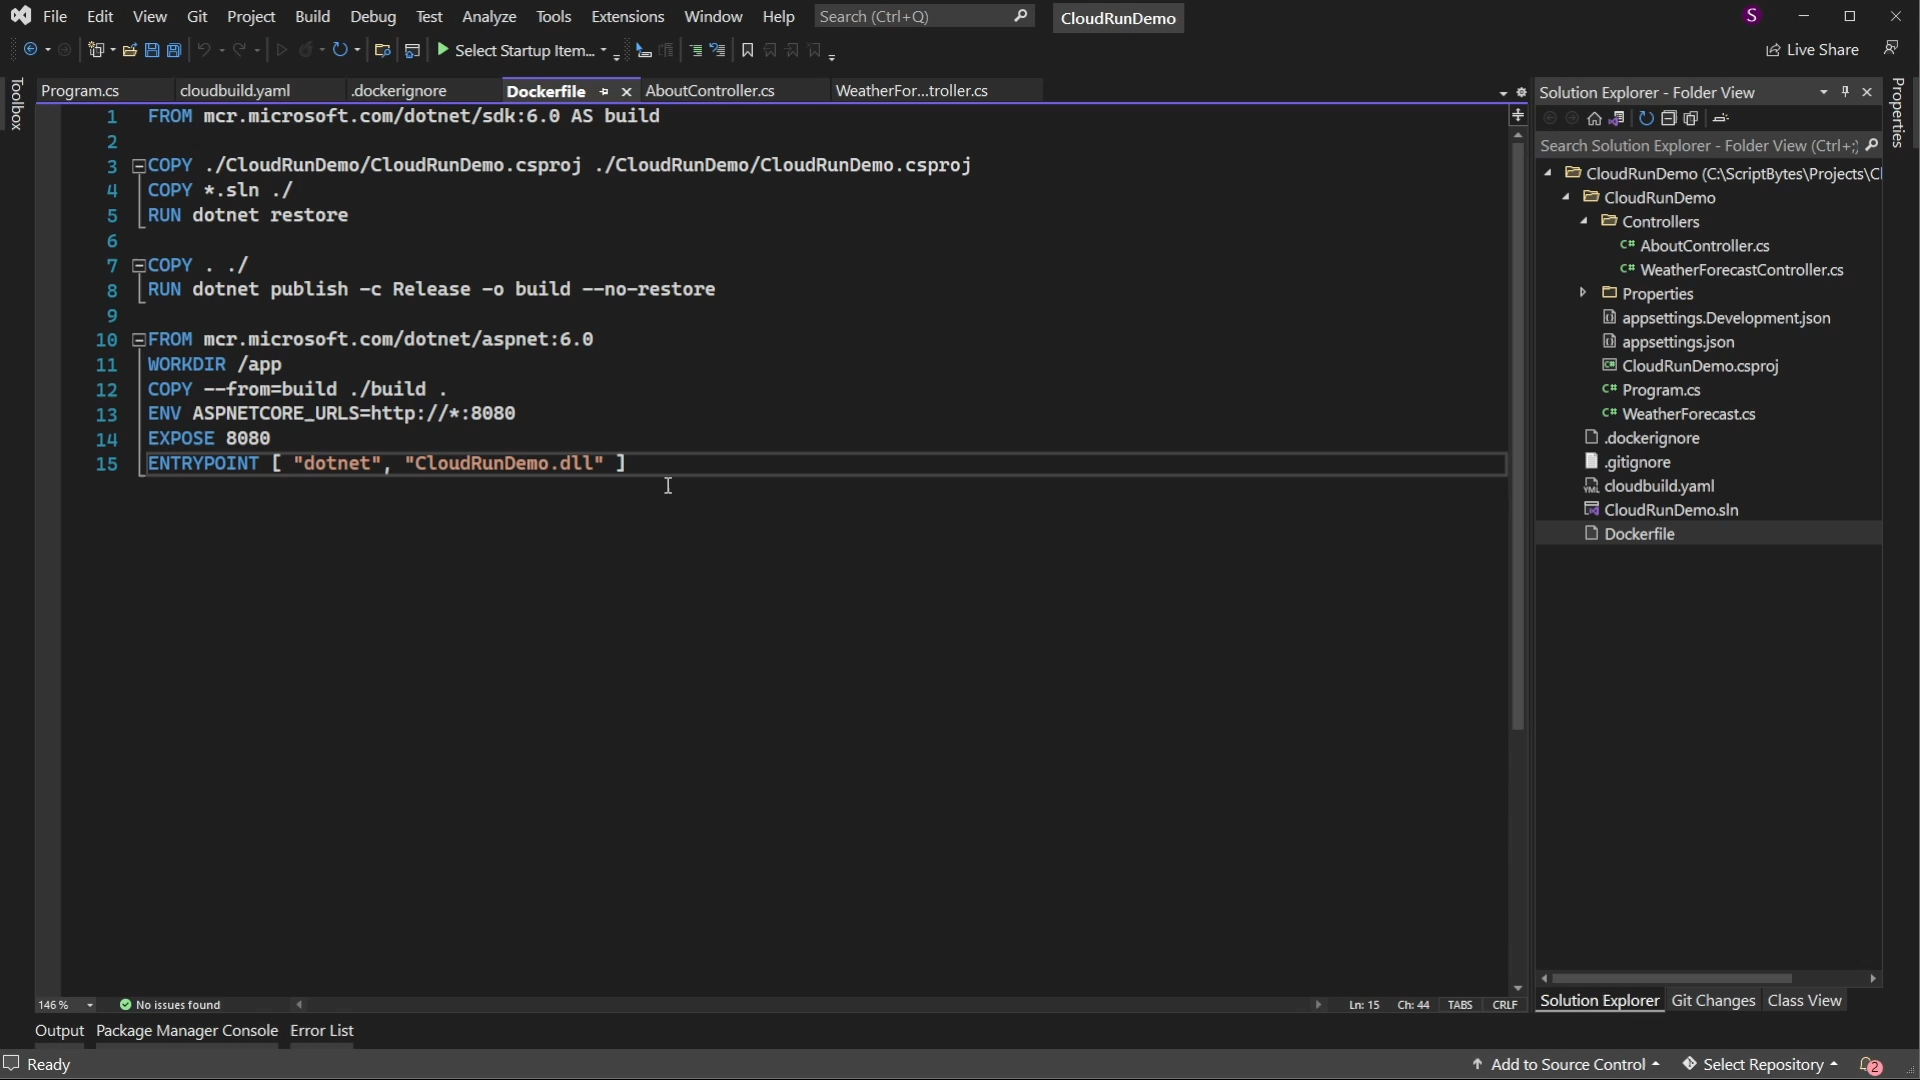 File Edit View Git Project Build Debug Test Analyze Tools Extensions Window Help Search (Ctrl+Q) CloudRunDemo S
Select Startup Item... Live Share
Toolbox
Program.cs cloudbuild.yaml .dockerignore Dockerfile AboutController.cs WeatherFor...troller.cs
1 FROM mcr.microsoft.com/dotnet/sdk:6.0 AS build
2
3 COPY ./CloudRunDemo/CloudRunDemo.csproj ./CloudRunDemo/CloudRunDemo.csproj
4 COPY *.sln ./
5 RUN dotnet restore
6
7 COPY . ./
8 RUN dotnet publish -c Release -o build --no-restore
9
10 FROM mcr.microsoft.com/dotnet/aspnet:6.0
11 WORKDIR /app
12 COPY --from=build ./build .
13 ENV ASPNETCORE_URLS=http://*:8080
14 EXPOSE 8080
15 ENTRYPOINT [ "dotnet", "CloudRunDemo.dll" ]
146 % No issues found Ln: 15 Ch: 44 TABS CRLF
Solution Explorer - Folder View
Properties
Search Solution Explorer - Folder View (Ctrl+;)
CloudRunDemo (C:\ScriptBytes\Projects\Cl
CloudRunDemo
Controllers
C# AboutController.cs
C# WeatherForecastController.cs
Properties
appsettings.Development.json
appsettings.json
CloudRunDemo.csproj
C# Program.cs
C# WeatherForecast.cs
.dockerignore
.gitignore
YML cloudbuild.yaml
CloudRunDemo.sln
Dockerfile
Solution Explorer Git Changes Class View
Output Package Manager Console Error List
Ready Add to Source Control Select Repository 2